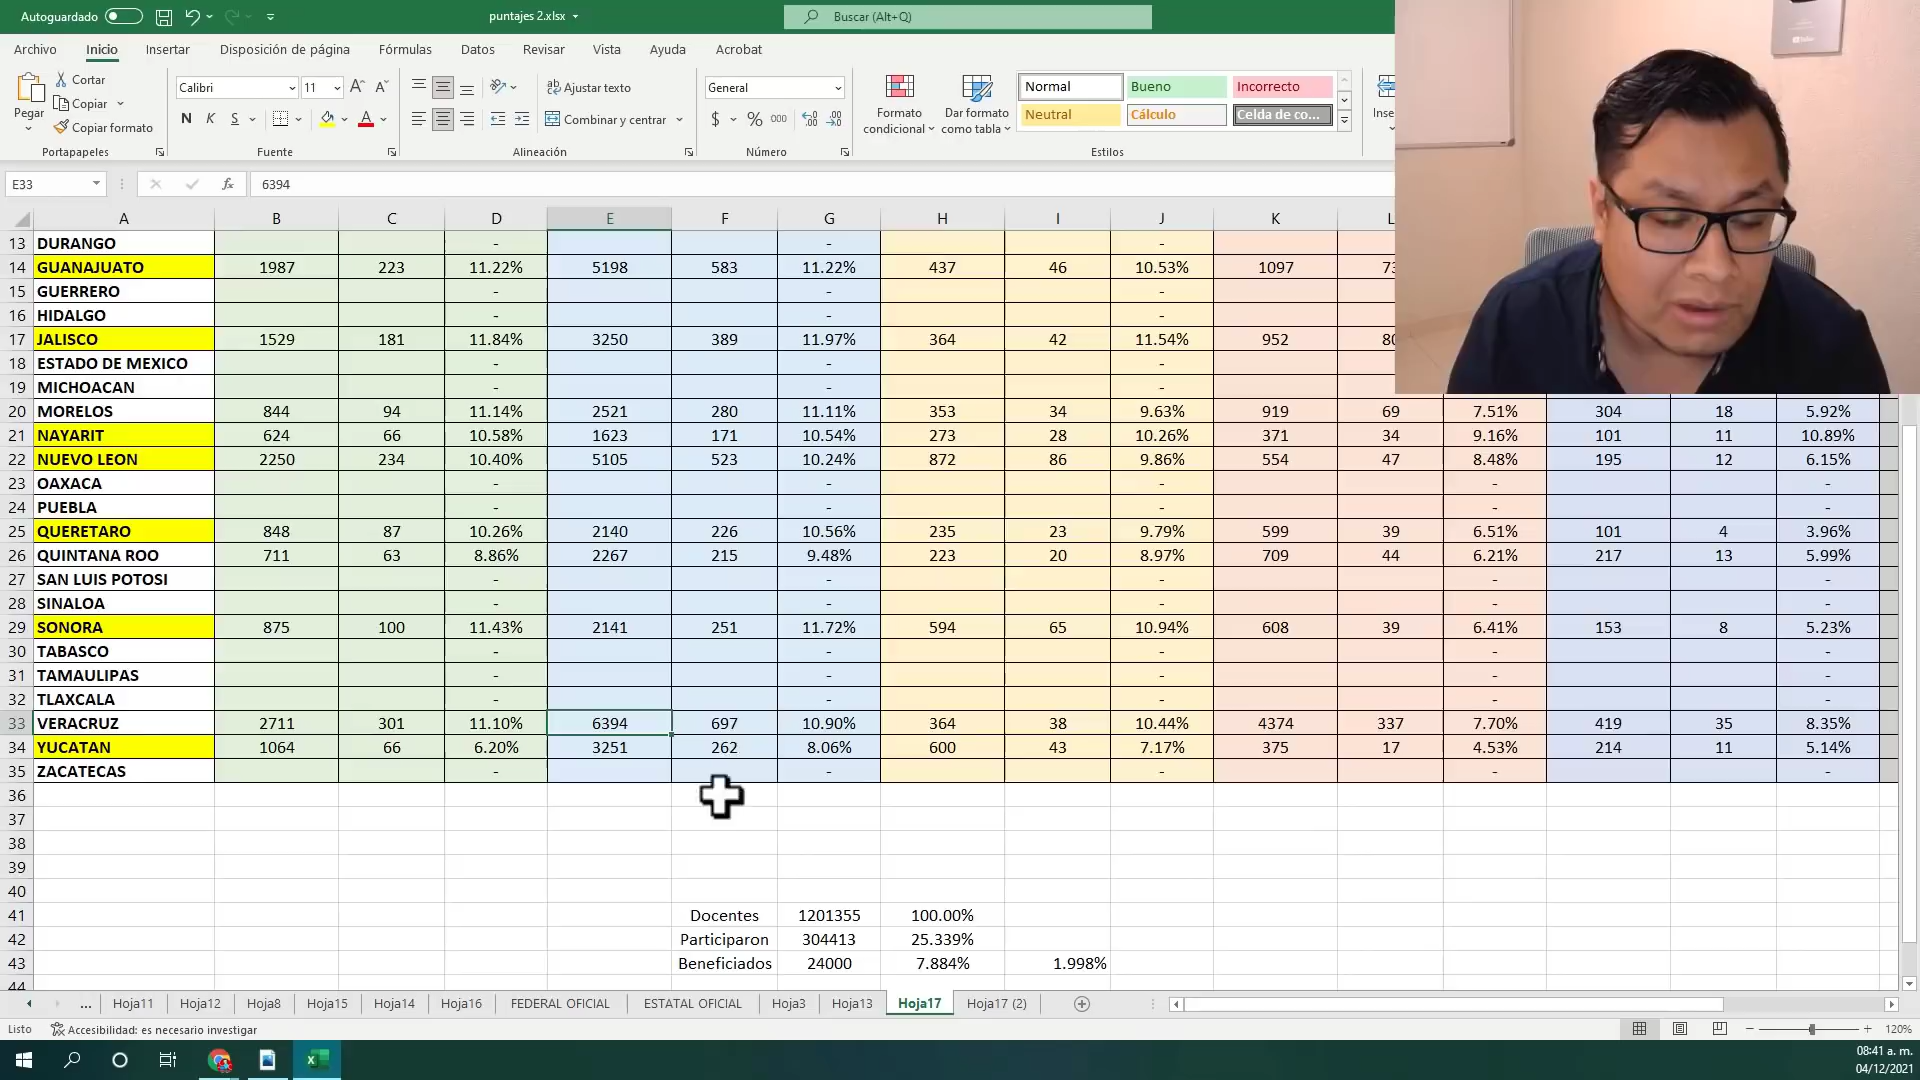 Autoguardado
puntajes 2.xlsx
Buscar (Alt+Q)
Archivo Inicio Insertar Disposición de página Fórmulas Datos Revisar Vista Ayuda Acrobat
Pegar
Cortar
Copiar
Copiar formato
Portapapeles
Calibri 11
N K S
Fuente
Ajustar texto
Combinar y centrar
Alineación
General
$ % 000
Número
Formato condicional
Dar formato como tabla
Normal Bueno Incorrecto
Neutral Cálculo Celda de co...
Estilos
Inse
E33 fx 6394
A B C D E F G H I J K L
13 DURANGO - - -
14 GUANAJUATO 1987 223 11.22% 5198 583 11.22% 437 46 10.53% 1097 73
15 GUERRERO - - -
16 HIDALGO - - -
17 JALISCO 1529 181 11.84% 3250 389 11.97% 364 42 11.54% 952 80
18 ESTADO DE MEXICO - - -
19 MICHOACAN - - -
20 MORELOS 844 94 11.14% 2521 280 11.11% 353 34 9.63% 919 69 7.51% 304 18 5.92%
21 NAYARIT 624 66 10.58% 1623 171 10.54% 273 28 10.26% 371 34 9.16% 101 11 10.89%
22 NUEVO LEON 2250 234 10.40% 5105 523 10.24% 872 86 9.86% 554 47 8.48% 195 12 6.15%
23 OAXACA - - - - -
24 PUEBLA - - - - -
25 QUERETARO 848 87 10.26% 2140 226 10.56% 235 23 9.79% 599 39 6.51% 101 4 3.96%
26 QUINTANA ROO 711 63 8.86% 2267 215 9.48% 223 20 8.97% 709 44 6.21% 217 13 5.99%
27 SAN LUIS POTOSI - - - - -
28 SINALOA - - - - -
29 SONORA 875 100 11.43% 2141 251 11.72% 594 65 10.94% 608 39 6.41% 153 8 5.23%
30 TABASCO - - - - -
31 TAMAULIPAS - - - - -
32 TLAXCALA - - - - -
33 VERACRUZ 2711 301 11.10% 6394 697 10.90% 364 38 10.44% 4374 337 7.70% 419 35 8.35%
34 YUCATAN 1064 66 6.20% 3251 262 8.06% 600 43 7.17% 375 17 4.53% 214 11 5.14%
35 ZACATECAS - - - - -
36
37
38
39
40
41 Docentes 1201355 100.00%
42 Participaron 304413 25.339%
43 Beneficiados 24000 7.884% 1.998%
44
... Hoja11 Hoja12 Hoja8 Hoja15 Hoja14 Hoja16 FEDERAL OFICIAL ESTATAL OFICIAL Hoja3 Hoja13 Hoja17 Hoja17 (2)
Listo Accesibilidad: es necesario investigar 120%
08:41 a. m.
04/12/2021